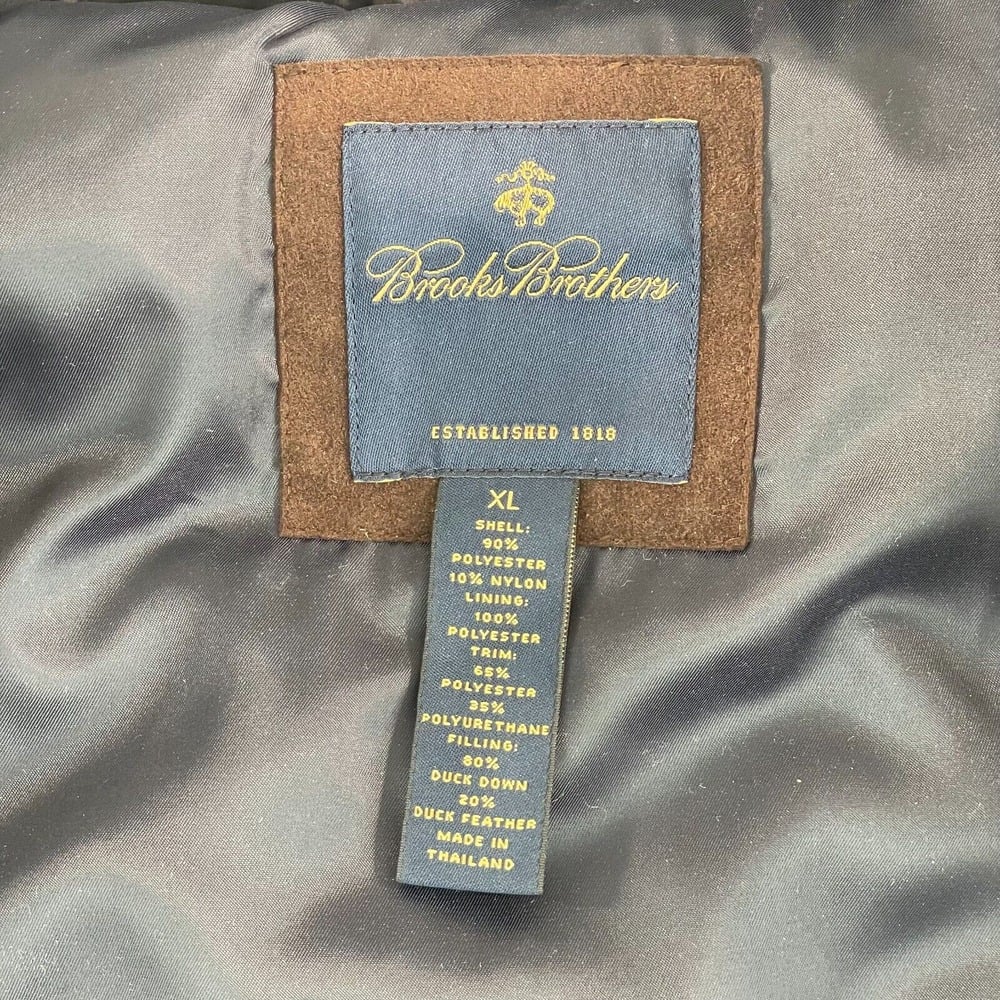 Brooks Brothers
ESTABLISHED 1818
XL
SHELL:
90%
POLYESTER
10% NYLON
LINING:
100%
POLYESTER
TRIM:
65%
POLYESTER
35%
POLYURETHANE
FILLING:
80%
DUCK DOWN
20%
DUCK FEATHER
MADE IN
THAILAND